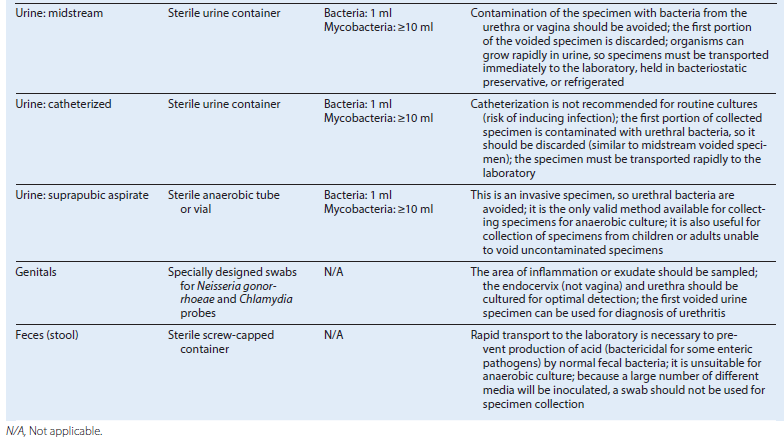 Urine: midstream Sterile urine container Bacteria: 1 ml Contamination of the specimen with bacteria from the
Mycobacteria: ≥10 ml urethra or vagina should be avoided; the first portion
of the voided specimen is discarded; organisms can
grow rapidly in urine, so specimens must be transported
immediately to the laboratory, held in bacteriostatic
preservative, or refrigerated
Urine: catheterized Sterile urine container Bacteria: 1 ml Catheterization is not recommended for routine cultures
Mycobacteria: ≥10 ml (risk of inducing infection); the first portion of collected
specimen is contaminated with urethral bacteria, so it
should be discarded (similar to midstream voided speci-
men); the specimen must be transported rapidly to the
laboratory
Urine: suprapubic aspirate Sterile anaerobic tube Bacteria: 1 ml This is an invasive specimen, so urethral bacteria are
or vial Mycobacteria: ≥10 ml avoided; it is the only valid method available for collect-
ing specimens for anaerobic culture; it is also useful for
collection of specimens from children or adults unable
to void uncontaminated specimens
Genitals Specially designed swabs N/A The area of inflammation or exudate should be sampled;
for Neisseria gonor- the endocervix (not vagina) and urethra should be
rhoeae and Chlamydia cultured for optimal detection; the first voided urine
probes specimen can be used for diagnosis of urethritis
Feces (stool) Sterile screw-capped N/A Rapid transport to the laboratory is necessary to pre-
container vent production of acid (bactericidal for some enteric
pathogens) by normal fecal bacteria; it is unsuitable for
anaerobic culture; because a large number of different
media will be inoculated, a swab should not be used for
specimen collection
N/A, Not applicable.